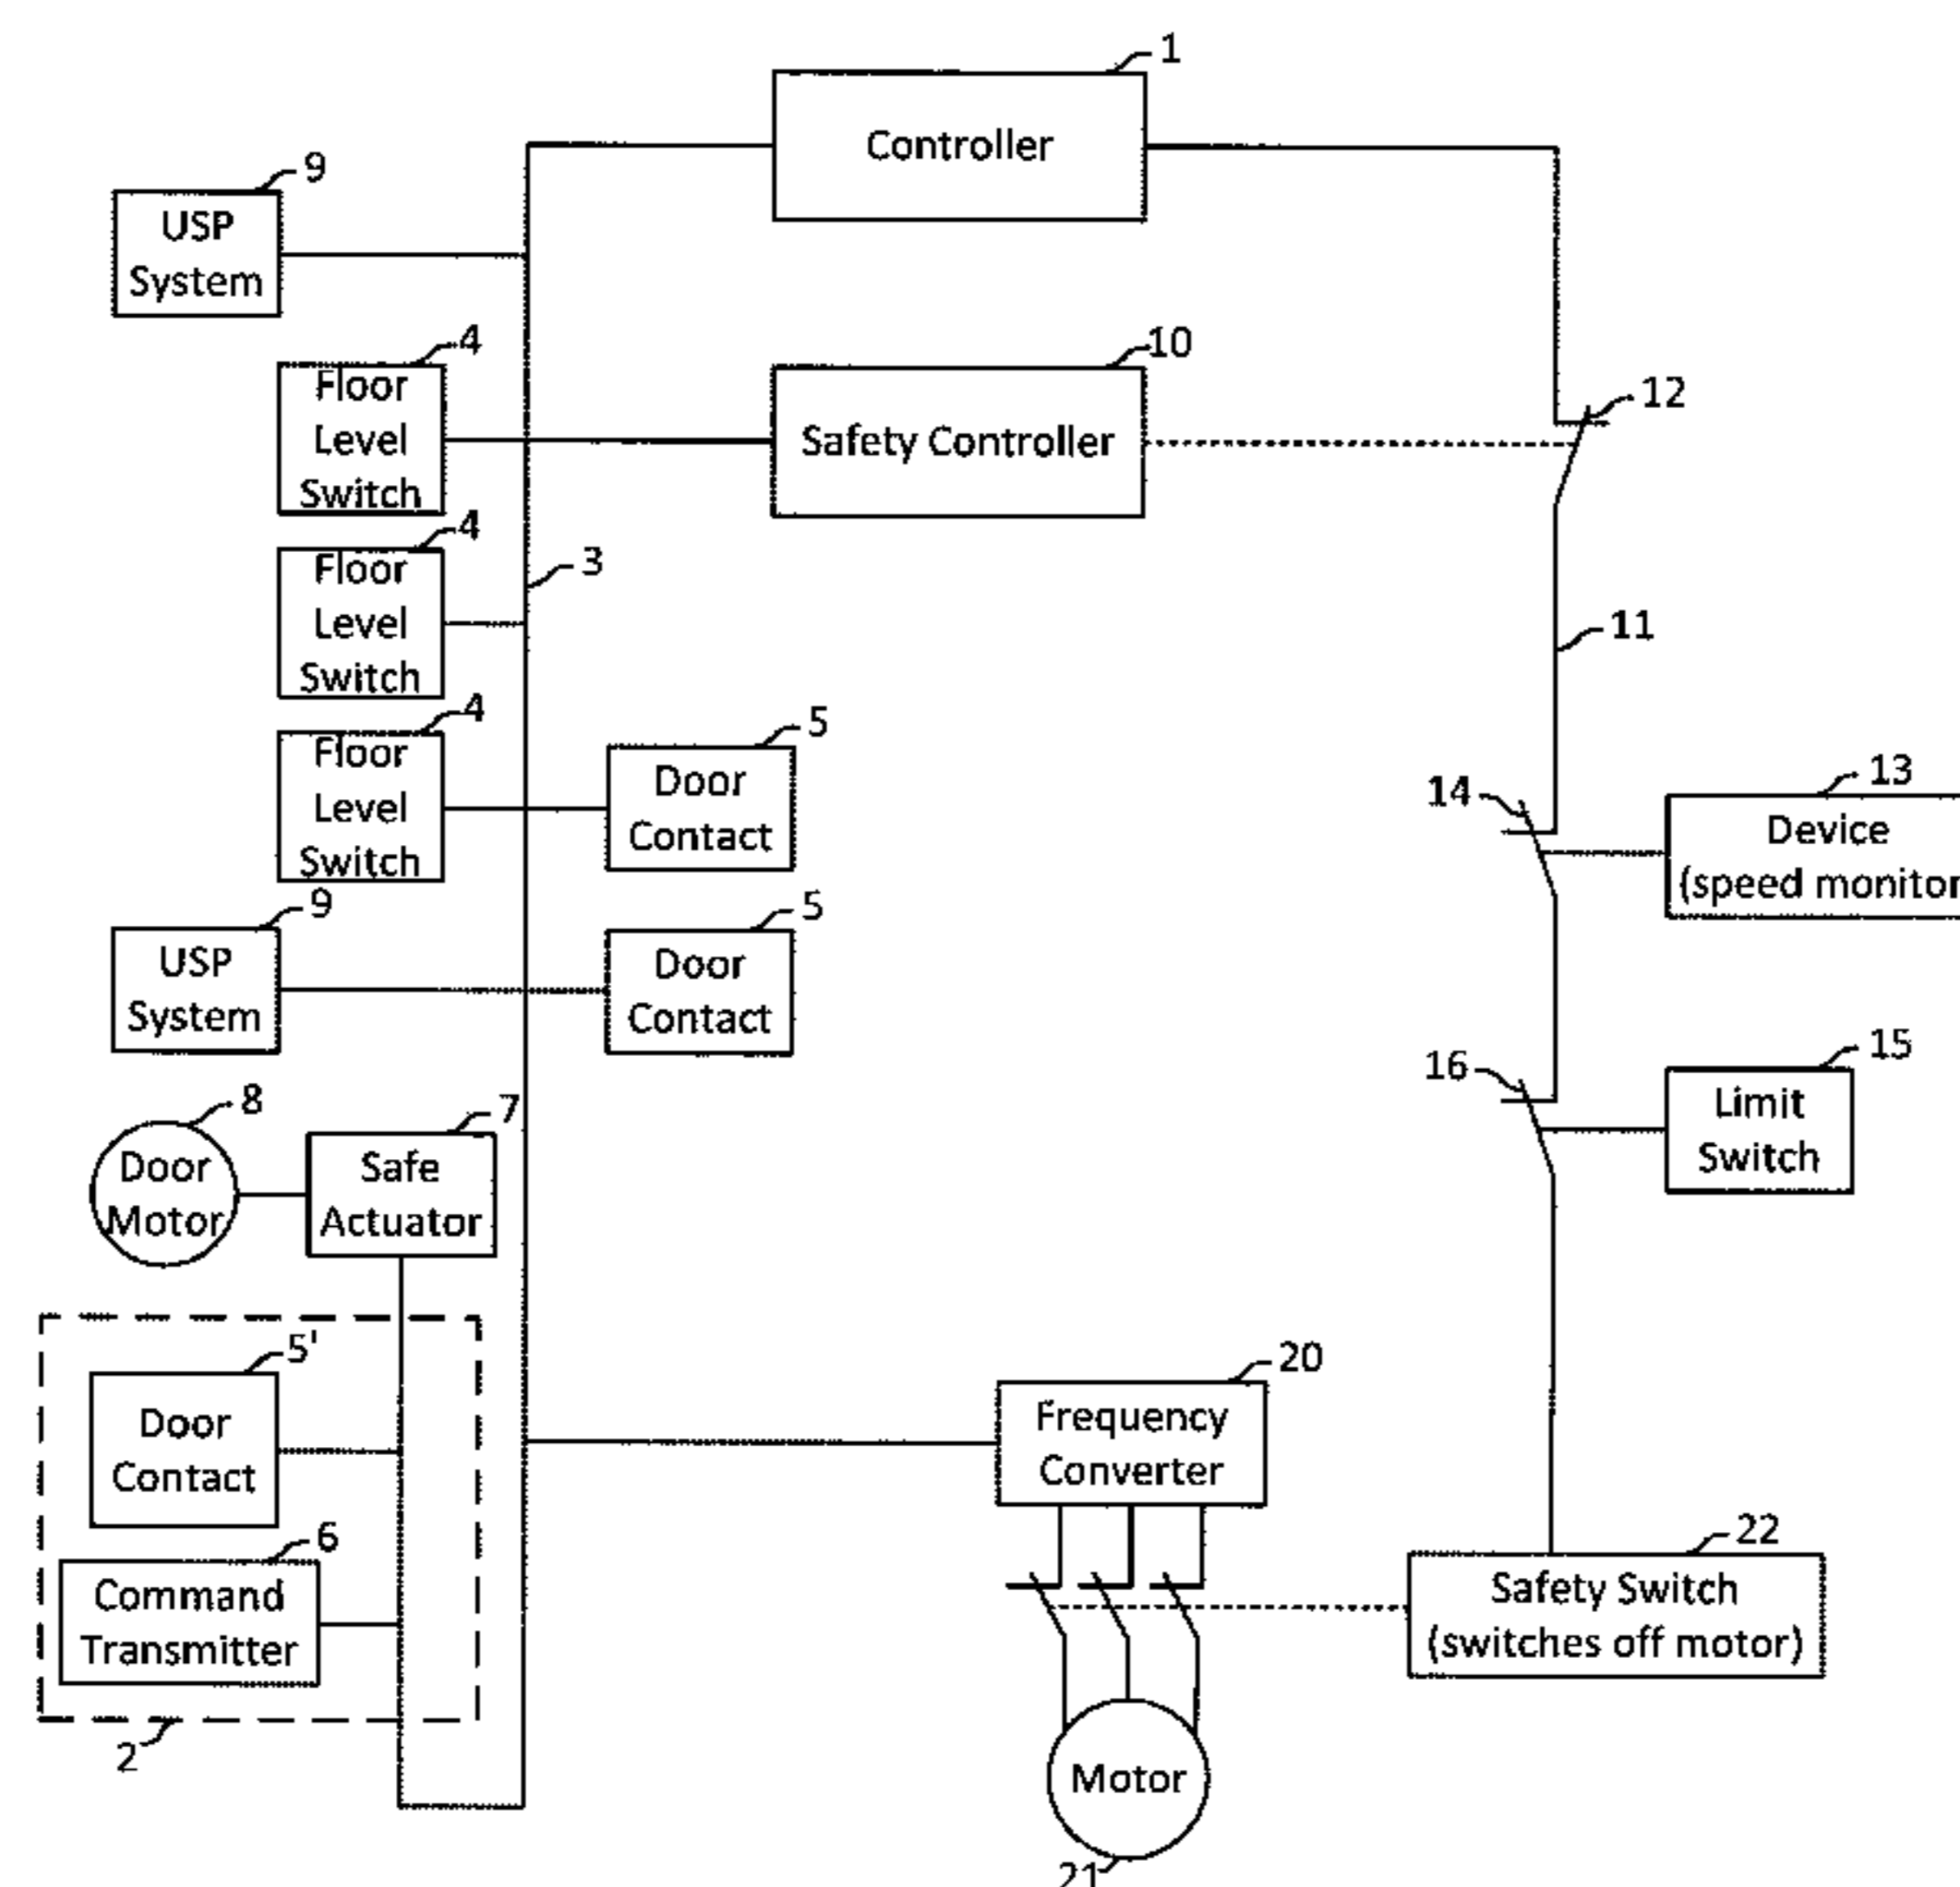 1
Controller
9
USP
System
4
Floor
Level
Switch
10
Safety Controller
12
4
Floor
Level
Switch
3
11
4
Floor
Level
Switch
5
Door
Contact
14
13
Device
(speed monitor
9
USP
System
5
Door
Contact
16
15
Limit
Switch
8
Door
Motor
7
Safe
Actuator
5'
Door
Contact
20
Frequency
Converter
6
Command
Transmitter
22
Safety Switch
(switches off motor)
2
Motor
21